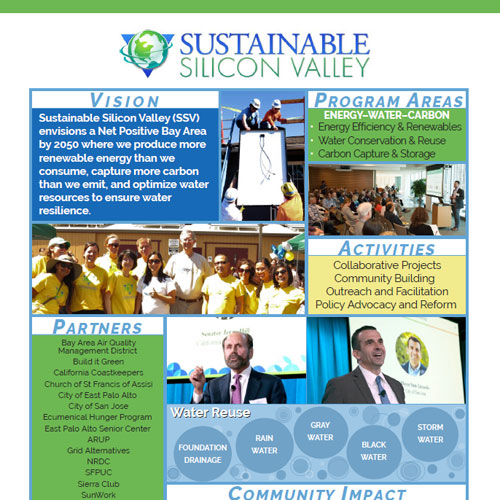 SUSTAINABLE
SILICON VALLEY
VISION
Sustainable Silicon Valley (SSV)
envisions a Net Positive Bay Area
by 2050 where we produce more
renewable energy than we
consume, capture more carbon
than we emit, and optimize water
resources to ensure water
resilience.
PROGRAM AREAS
ENERGY–WATER–CARBON
• Energy Efficiency & Renewables
• Water Conservation & Reuse
• Carbon Capture & Storage
ACTIVITIES
Collaborative Projects
Community Building
Outreach and Facilitation
Policy Advocacy and Reform
PARTNERS
Bay Area Air Quality
Management District
Build it Green
California Coastkeepers
Church of St Francis of Assisi
City of East Palo Alto
City of San Jose
Ecumenical Hunger Program
East Palo Alto Senior Center
ARUP
Grid Alternatives
NRDC
SFPUC
Sierra Club
SunWork
Senator Jerry Hill
Water Reuse
FOUNDATION
DRAINAGE
RAIN
WATER
GRAY
WATER
BLACK
WATER
STORM
WATER
COMMUNITY IMPACT